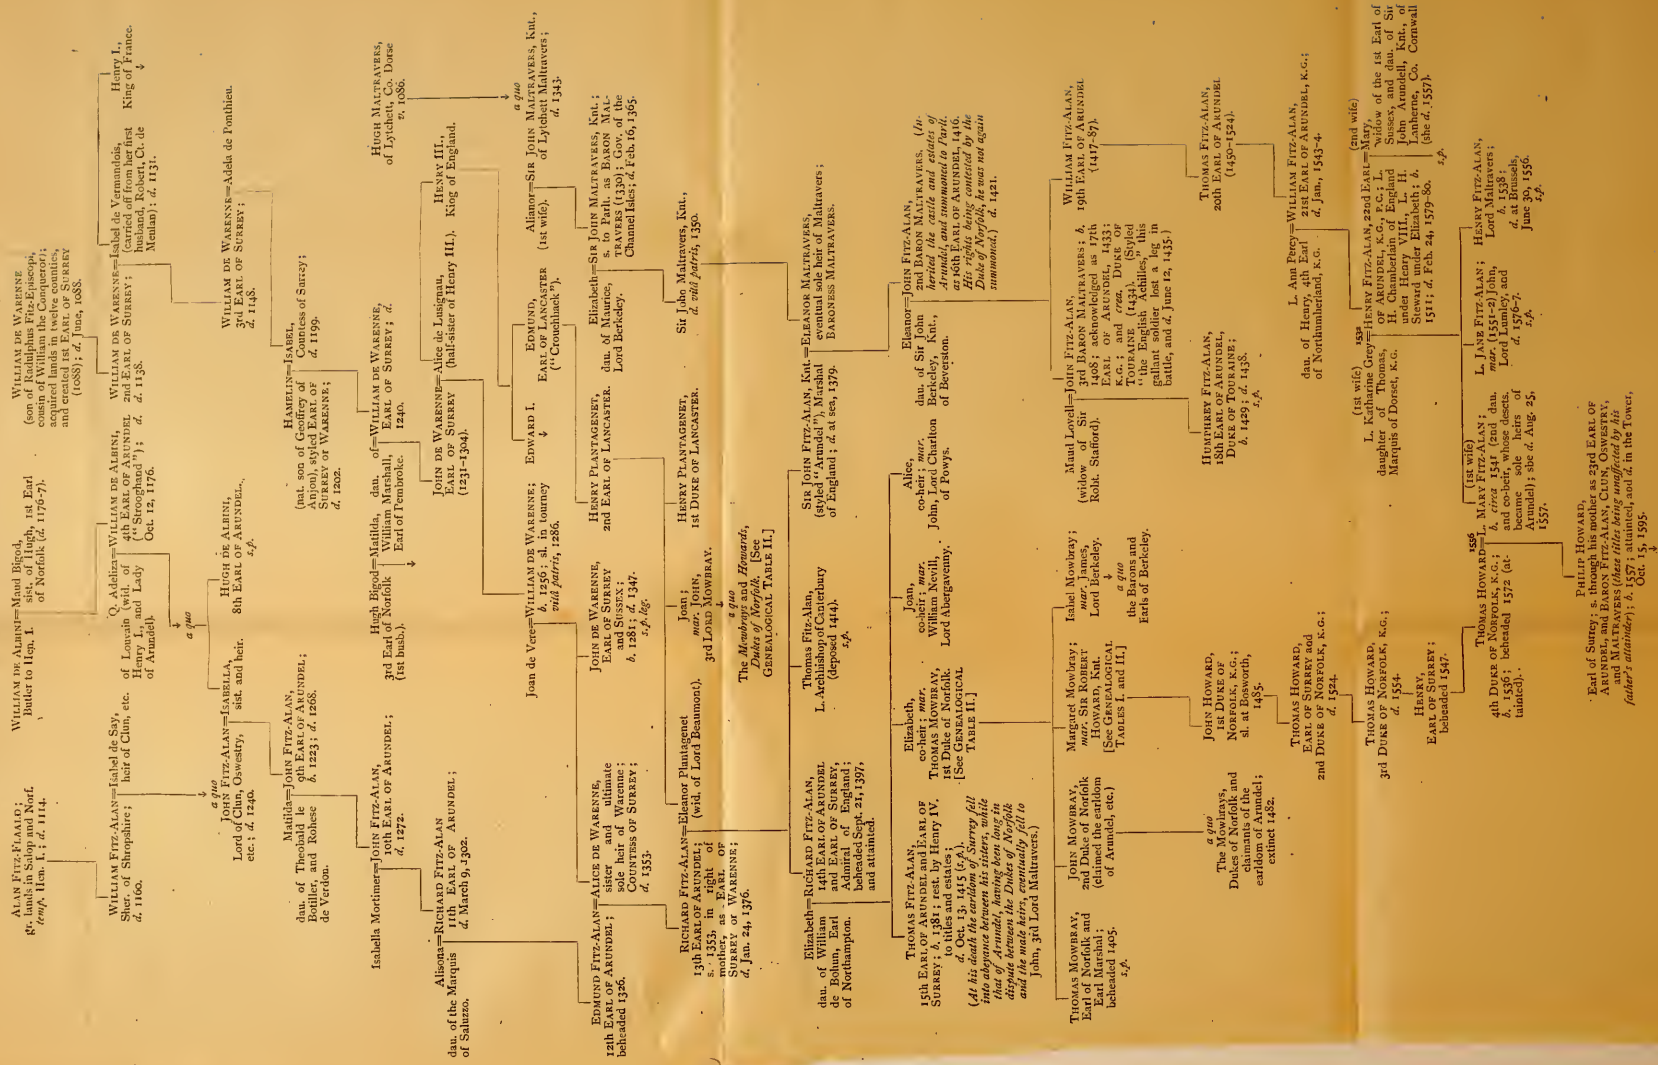 ALAN FITZ-FLAALO;
gr. lands in Salop and Norf.
temp. Hen. I.; d. 1114.
WILLIAM DE ALBINI=Maud Bigod,
Butler to Hen. I.
sist. of Hugh, 1st Earl
of Norfolk (d. 1176-7).
WILLIAM DE WARENNE
(son of Radulphus Fitz-Episcopi,
cousin of William the Conqueror);
acquired lands in twelve counties,
and created 1st EARL OF SURREY
(1088); d. June, 1088.
Henry I.,
King of France.
WILLIAM FITZ-ALAN=Isabel de Say,
Sher. of Shropshire;
d. 1160.
heir of Clun, etc.
Q. Adeliza=WILLIAM DE ALBINI,
of Louvain (wid. of
Henry I., and Lady
of Arundel).
4th EARL OF ARUNDEL
("Strooghand"); d.
Oct. 12, 1176.
WILLIAM DE WARENNE=Isabel de Vermandois,
2nd EARL OF SURREY;
d. 1138.
(carried off from her first
husband, Robert, Ct. de
Meulan); d. 1131.
a quo
a quo
JOHN FITZ-ALAN=ISABELLA,
Lord of Clun, Oswestry,
etc.; d. 1240.
sist. and heir.
HUGH DE ALBINI,
8th EARL OF ARUNDEL.
s.p.
WILLIAM DE WARENNE=Adela de Ponthieu.
3rd EARL OF SURREY;
d. 1148.
Matilda=JOHN FITZ-ALAN,
dau. of Theobald le
Botiller, and Rohese
de Verdon.
9th EARL OF ARUNDEL;
b. 1223; d. 1268.
HAMELIN=ISABEL,
(nat. son of Geoffrey of
Anjou), styled EARL OF
SURREY or WARENNE;
d. 1202.
Countess of Surrey;
d. 1199.
Isabella Mortimer=JOHN FITZ-ALAN,
10th EARL OF ARUNDEL;
d. 1272.
Hugh Bigod=Matilda, dau. of=WILLIAM DE WARENNE,
3rd Earl of Norfolk
(1st husb.).
William Marshall,
Earl of Pembroke.
EARL OF SURREY; d.
1240.
HUGH MALTRAVERS,
of Lytchett, Co. Dorse
v. 1086.
Alisona=RICHARD FITZ-ALAN
dau. of the Marquis
of Saluzzo.
11th EARL OF ARUNDEL;
d. March 9, 1302.
JOHN DE WARENNE=Alice de Lusignau,
EARL OF SURREY
(1231-1304).
(half-sister of Henry III.).
HENRY III.,
King of England.
Joan de Vere=WILLIAM DE WARENNE;
b. 1256; sl. in tourney
vitâ patris, 1286.
EDWARD I.
EDMUND,
EARL OF LANCASTER
("Crouchback").
a quo
Alianor=SIR JOHN MALTRAVERS, Knt.,
(1st wife).
of Lytchett Maltravers;
d. 1343.
EDMUND FITZ-ALAN=ALICE DE WARENNE,
12th EARL OF ARUNDEL;
beheaded 1326.
sister and ultimate
sole heir of Warenne;
COUNTESS OF SURREY;
d. 1353.
JOHN DE WARENNE,
EARL OF SURREY
and SUSSEX;
b. 1281; d. 1347.
s.p. leg.
HENRY PLANTAGENET,
2nd EARL OF LANCASTER.
Elizabeth=SIR JOHN MALTRAVERS, Knt.;
dau. of Maurice,
Lord Berkeley.
s. to Parlt. as BARON MAL-
TRAVERS (1330); Gov. of the
Channel Isles; d. Feb. 16, 1365.
RICHARD FITZ-ALAN=Eleanor Plantagenet
13th EARL OF ARUNDEL;
s. 1353, in right of
mother, as EARL OF
SURREY or WARENNE;
d. Jan. 24, 1376.
(wid. of Lord Beaumont).
Joan;
mar. JOHN,
3rd LORD MOWBRAY.
a quo
The Mowbrays and Howards,
Dukes of Norfolk. [See
GENEALOGICAL TABLE II.]
HENRY PLANTAGENET,
1st DUKE OF LANCASTER.
Sir John Maltravers, Knt.,
d. vitâ patris, 1350.
Elizabeth=RICHARD FITZ-ALAN,
dau. of William
de Bohun, Earl
of Northampton.
14th EARL OF ARUNDEL
and EARL OF SURREY,
Admiral of England;
beheaded Sept. 21, 1397,
and attainted.
Thomas Fitz-Alan,
L. Archbishop of Canterbury
(deposed 1414).
s.p.
SIR JOHN FITZ-ALAN, Knt.=ELEANOR MALTRAVERS,
(styled "Arundel"), Marshal
of England; d. at sea, 1379.
eventual sole heir of Maltravers;
BARONESS MALTRAVERS.
THOMAS FITZ-ALAN,
15th EARL OF ARUNDEL and EARL OF
SURREY; b. 1381; rest. by Henry IV.
to titles and estates;
d. Oct. 13, 1415 (s.p.).
(At his death the earldom of Surrey fell
into abeyance between his sisters, while
that of Arundel, having been long in
dispute between the Dukes of Norfolk
and the male heirs, eventually fell to
John, 3rd Lord Maltravers.)
Elizabeth,
co-heir; mar.
THOMAS MOWBRAY,
1st Duke of Norfolk.
[See GENEALOGICAL
TABLE II.]
Joan,
co-heir; mar.
William Nevill,
Lord Abergavenny.
Alice,
co-heir; mar.
John, Lord Charlton
of Powys.
Eleanor=JOHN FITZ-ALAN,
dau. of Sir John
Berkeley, Knt.,
of Beverston.
2nd BARON MALTRAVERS. (In-
herited the castle and estates of
Arundel, and summoned to Parlt.
as 16th EARL OF ARUNDEL, 1416.
His rights being contested by the
Duke of Norfolk, he was not again
summoned.) d. 1421.
THOMAS MOWBRAY,
Earl of Norfolk and
Earl Marshal;
beheaded 1405.
s.p.
JOHN MOWBRAY,
2nd Duke of Norfolk
(claimed the earldom
of Arundel, etc.)
Margaret Mowbray;
mar. SIR ROBERT
HOWARD, Knt.
[See GENEALOGICAL
TABLES I. and II.]
Isabel Mowbray;
mar. James,
Lord Berkeley.
a quo
the Barons and
Earls of Berkeley.
Maud Lovell=JOHN FITZ-ALAN,
(widow of Sir
Robt. Stafford).
3rd BARON MALTRAVERS; b.
1408; acknowledged as 17th
EARL OF ARUNDEL, 1433;
K.G.; and crea. DUKE OF
TOURAINE (1434). (Styled
"the English Achilles," this
gallant soldier lost a leg in
battle, and d. June 12, 1435.)
WILLIAM FITZ-ALAN,
19th EARL OF ARUNDEL
(1417-87).
a quo
The Mowbrays,
Dukes of Norfolk and
claimants of the
earldom of Arundel;
extinct 1482.
JOHN HOWARD,
1st DUKE OF
NORFOLK, K.G.;
sl. at Bosworth,
1485.
HUMPHREY FITZ-ALAN,
18th EARL OF ARUNDEL,
DUKE OF TOURAINE;
b. 1429; d. 1438.
s.p.
THOMAS FITZ-ALAN,
20th EARL OF ARUNDEL
(1450-1524).
THOMAS HOWARD,
EARL OF SURREY and
2nd DUKE OF NORFOLK, K.G.;
d. 1524.
L. Ann Percy=WILLIAM FITZ-ALAN,
dau. of Henry, 4th Earl
of Northumberland, K.G.
21st EARL OF ARUNDEL, K.G.;
d. Jan., 1543-4.
THOMAS HOWARD,
3rd DUKE OF NORFOLK, K.G.;
d. 1554.
(1st wife)
1532
(2nd wife)
L. Katharine Grey=HENRY FITZ-ALAN, 22nd EARL=Mary,
daughter of Thomas,
Marquis of Dorset, K.G.
OF ARUNDEL, K.G., P.C.; L.
H. Chamberlain of England
under Henry VIII., L. H.
Steward under Elizabeth; b.
1511; d. Feb. 24, 1579-80.
widow of the 1st Earl of
Sussex, and dau. of Sir
John Arundell, Knt., of
Lanherne, Co. Cornwall
(she d. 1557).
s.p.
HENRY,
EARL OF SURREY;
beheaded 1547.
(1st wife)
1556
THOMAS HOWARD=L. MARY FITZ-ALAN;
4th DUKE OF NORFOLK, K.G.;
b. 1536; beheaded 1572 (at-
tainted).
b. circa 1541 (2nd dau.
and co-heir, whose descts.
became sole heirs of
Arundel); she d. Aug. 25,
1557.
L. JANE FITZ-ALAN;
mar. (1551-2) John,
Lord Lumley, and
d. 1576-7.
s.p.
HENRY FITZ-ALAN,
Lord Maltravers;
b. 1538;
d. at Brussels,
June 30, 1556.
s.p.
PHILIP HOWARD,
Earl of Surrey; s. through his mother as 23rd EARL OF
ARUNDEL, and BARON FITZ-ALAN, CLUN, OSWESTRY,
and MALTRAVERS (these titles being unaffected by his
father's attainder); b. 1557; attainted, and d. in the Tower,
Oct. 15, 1595.